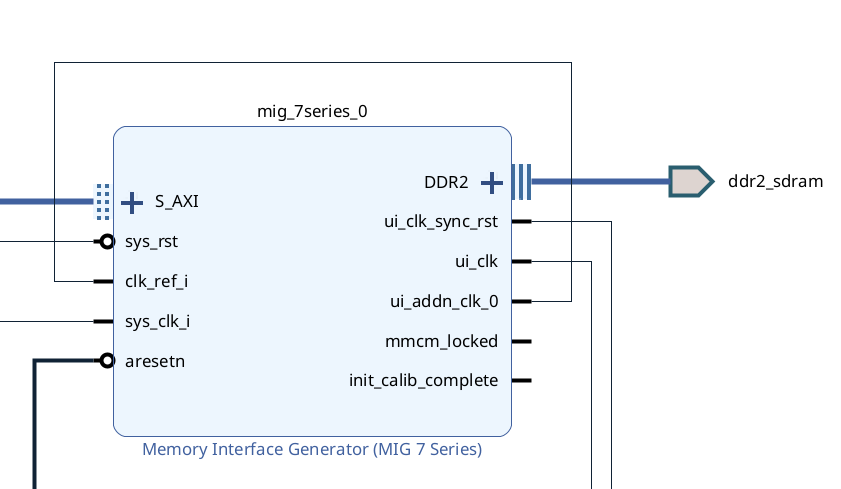 mig_7series_0
DDR2
ddr2_sdram
S_AXI
ui_clk_sync_rst
sys_rst
ui_clk
clk_ref_i
ui_addn_clk_0
sys_clk_i
mmcm_locked
aresetn
init_calib_complete
Memory Interface Generator (MIG 7 Series)